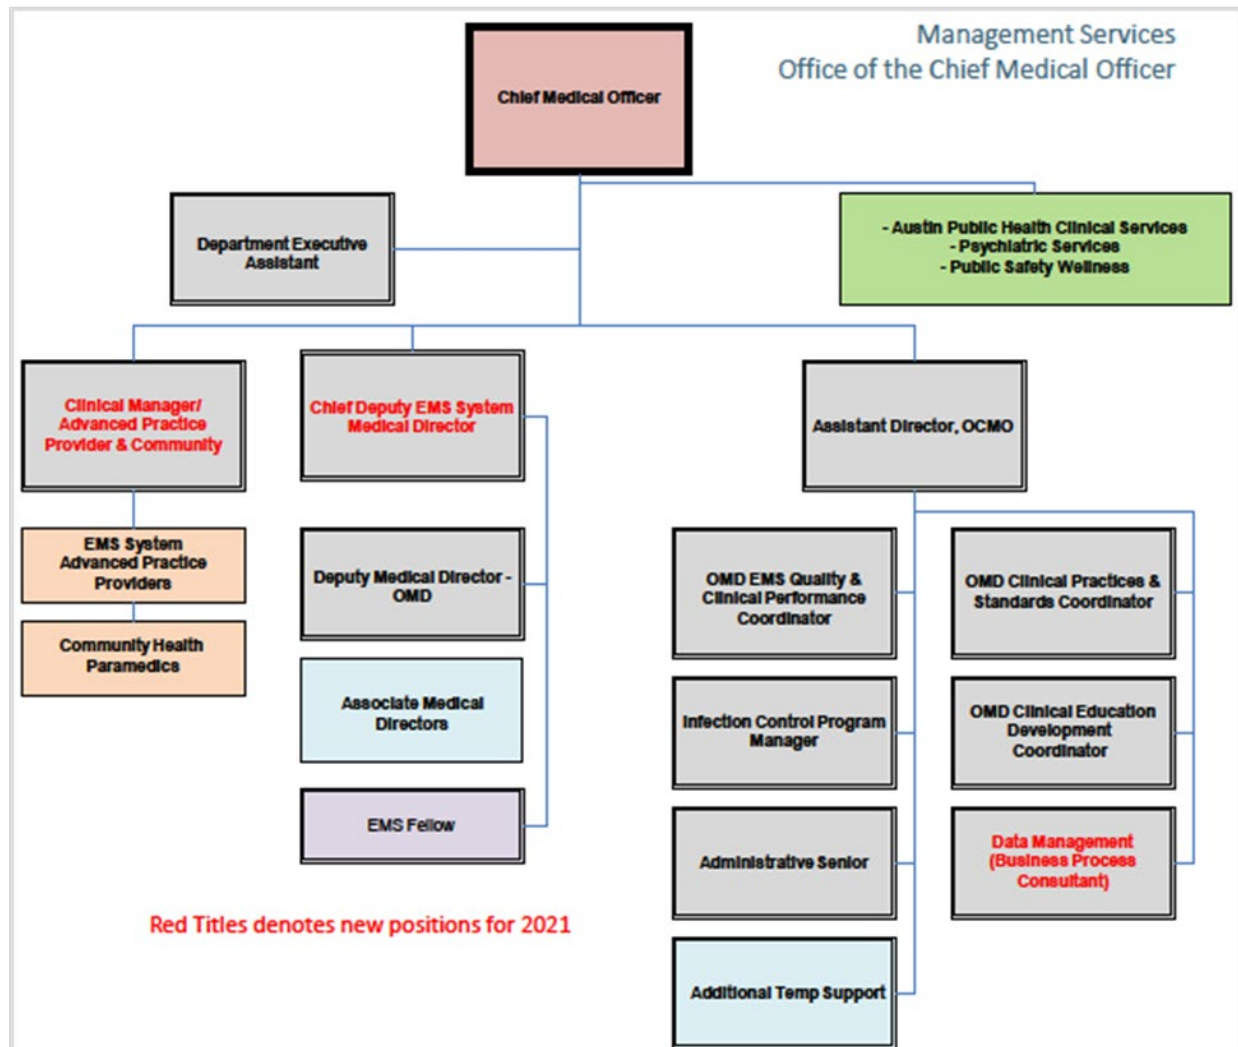 Management Services
Office of the Chief Medical Officer
Chief Medical Officer
Department Executive
Assistant
- Austin Public Health Clinical Services
- Psychiatric Services
- Public Safety Wellness
Clinical Manager/
Advanced Practice
Provider & Community
EMS System
Advanced Practice
Providers
Community Health
Paramedics
Chief Deputy EMS System
Medical Director
Deputy Medical Director -
OMD
Associate Medical
Directors
EMS Fellow
Assistant Director, OCMO
OMD EMS Quality &
Clinical Performance
Coordinator
Infection Control Program
Manager
Administrative Senior
Additional Temp Support
OMD Clinical Practices &
Standards Coordinator
OMD Clinical Education
Development
Coordinator
Data Management
(Business Process
Consultant)
Red Titles denotes new positions for 2021